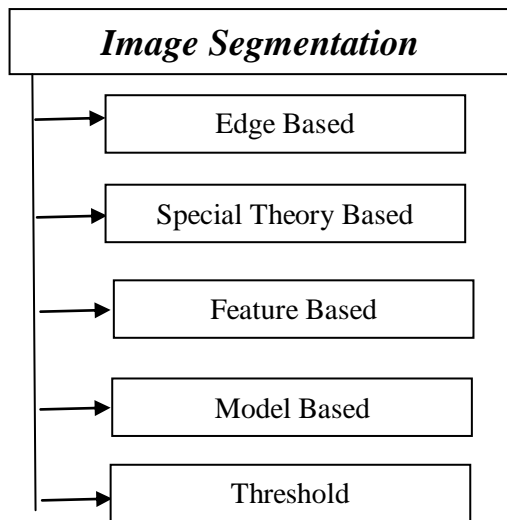 Image Segmentation
Edge Based
Special Theory Based
Feature Based
Model Based
Threshold